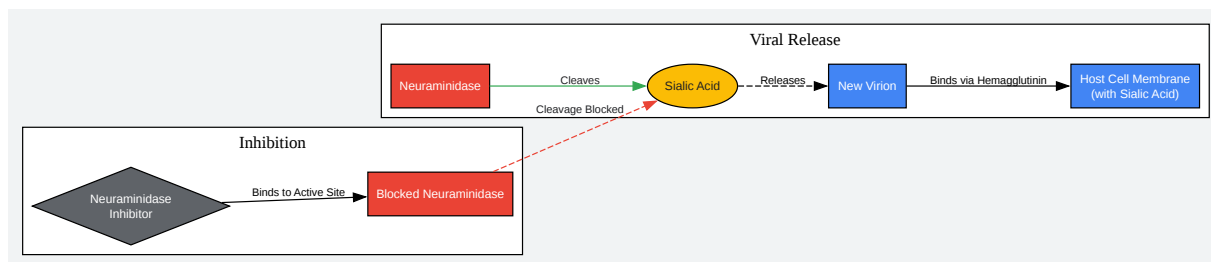 Viral Release
Neuraminidase
Cleaves
Sialic Acid
Releases
New Virion
Binds via Hemagglutinin
Host Cell Membrane
(with Sialic Acid)
Cleavage Blocked
Inhibition
Neuraminidase
Inhibitor
Binds to Active Site
Blocked Neuraminidase